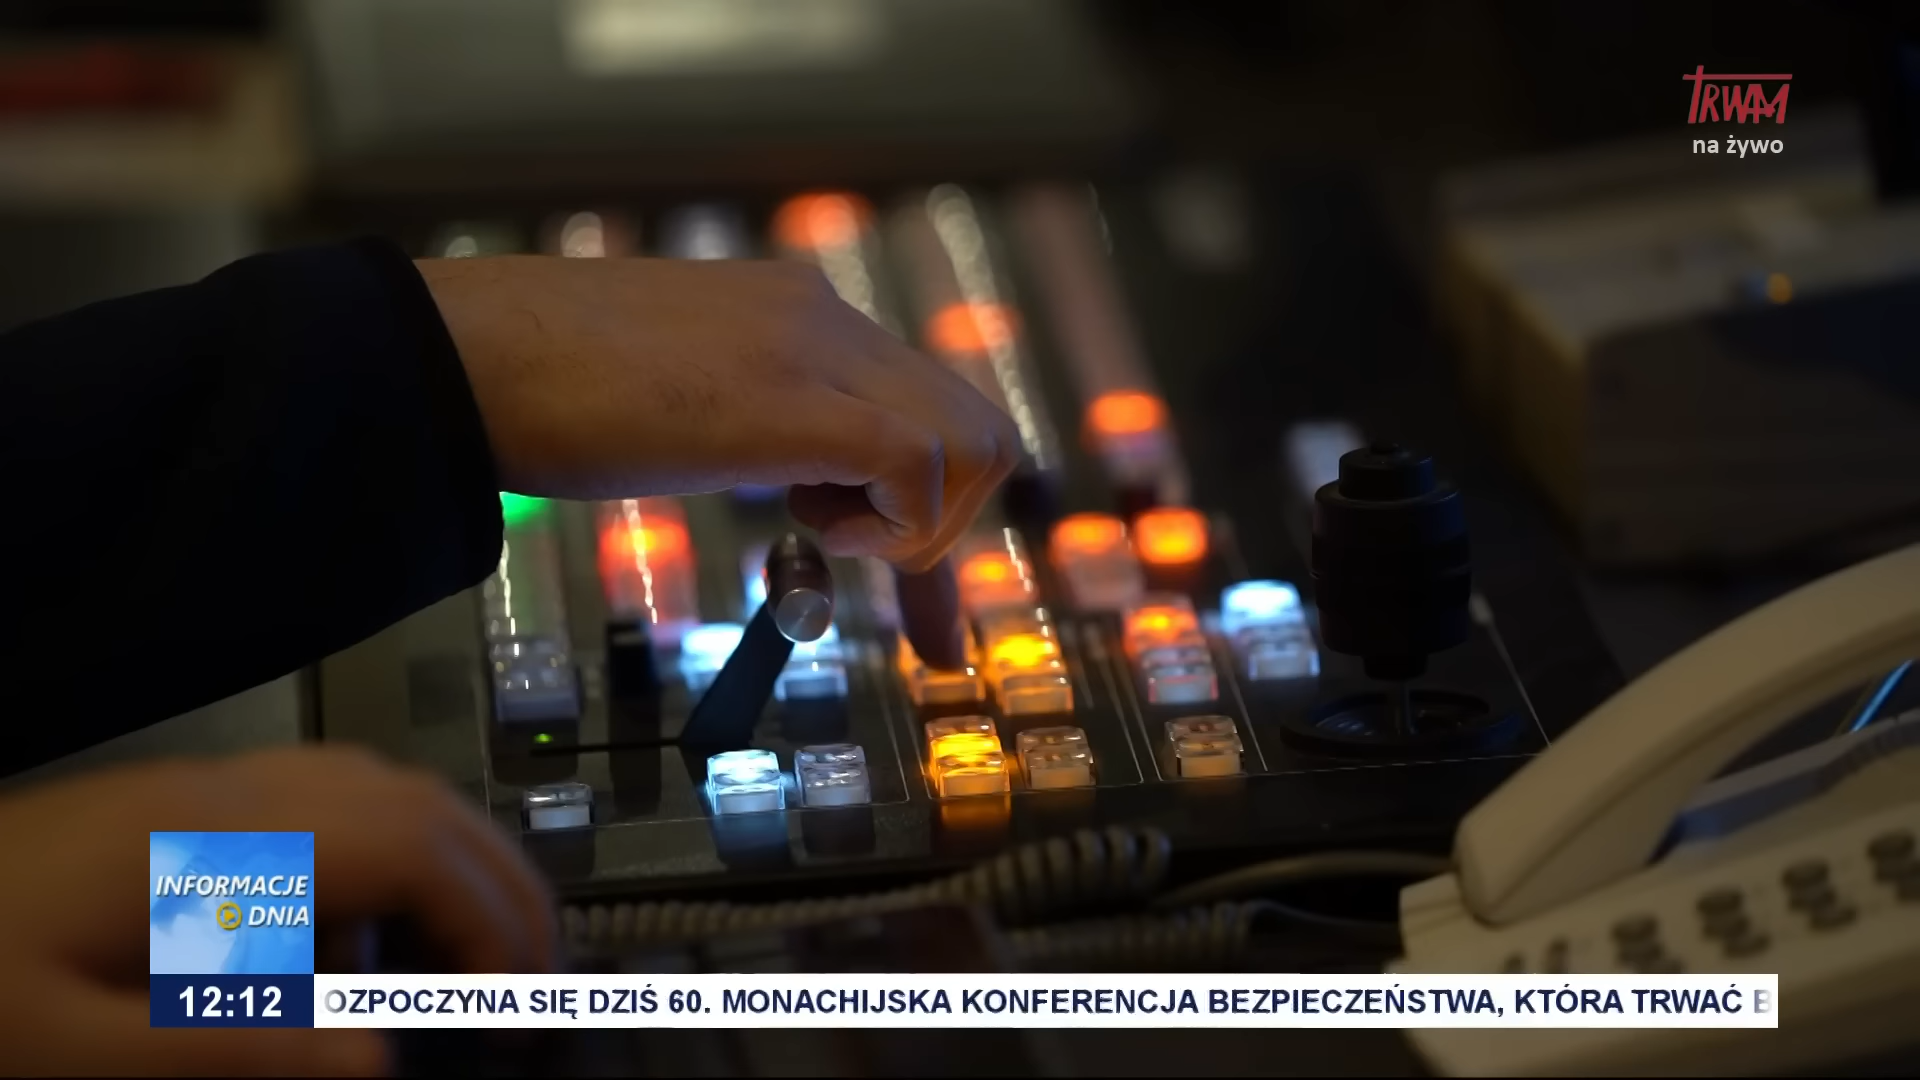 TRWAM
na żywo
INFORMACJE
DNIA
12:12
OZPOCZYNA SIĘ DZIŚ 60. MONACHIJSKA KONFERENCJA BEZPIECZEŃSTWA, KTÓRA TRWAĆ B